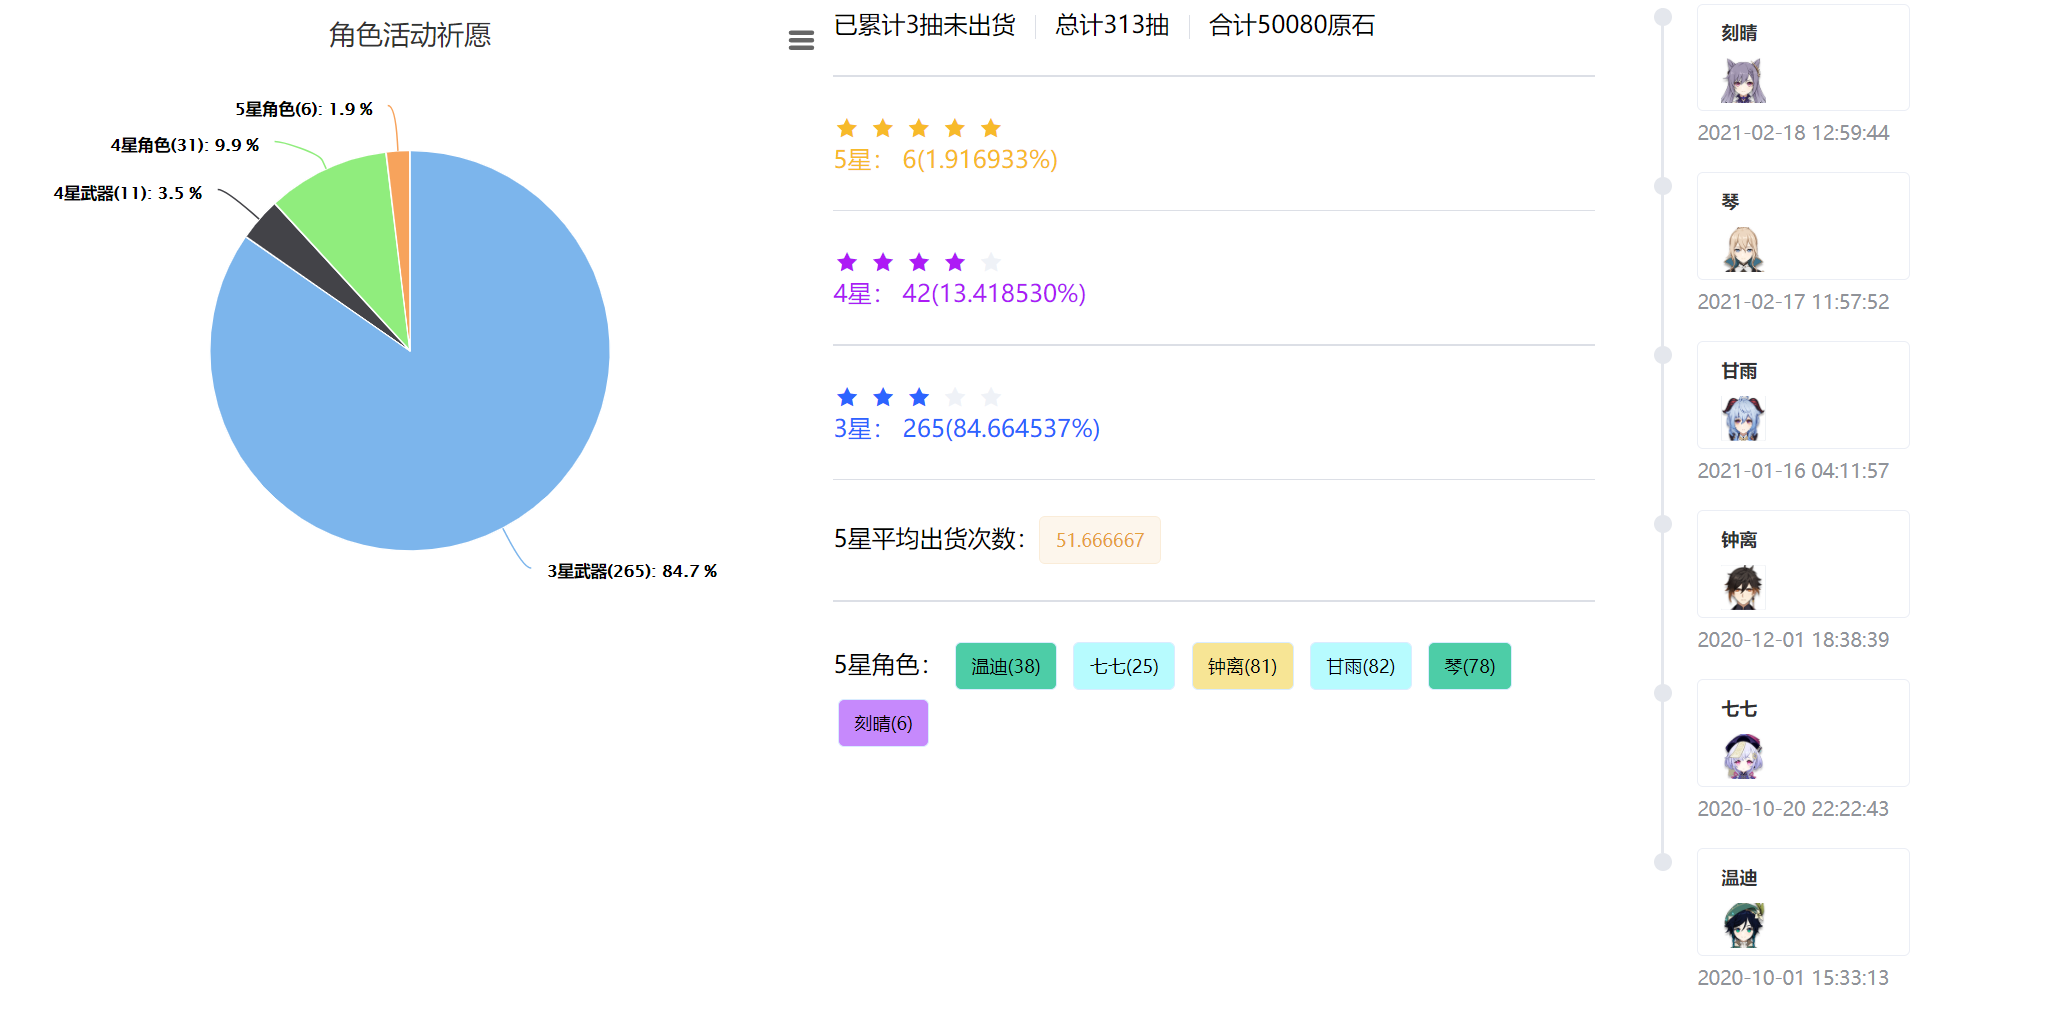 角色活动祈愿
5星角色(6): 1.9 %
4星角色(31): 9.9 %
4星武器(11): 3.5 %
3星武器(265): 84.7 %
已累计3抽未出货 总计313抽 合计50080原石
5星： 6(1.916933%)
4星： 42(13.418530%)
3星： 265(84.664537%)
5星平均出货次数： 51.666667
5星角色： 温迪(38) 七七(25) 钟离(81) 甘雨(82) 琴(78)
刻晴(6)
刻晴
2021-02-18 12:59:44
琴
2021-02-17 11:57:52
甘雨
2021-01-16 04:11:57
钟离
2020-12-01 18:38:39
七七
2020-10-20 22:22:43
温迪
2020-10-01 15:33:13